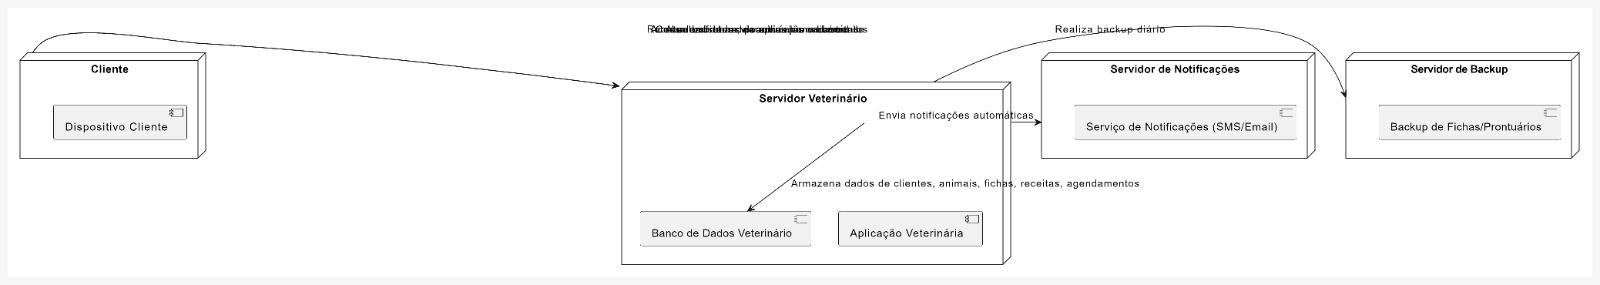 Realiza backup diário
Cliente
Servidor de Notificações
Servidor de Backup
Servidor Veterinário
Envia notificações automáticas
Dispositivo Cliente
Serviço de Notificações (SMS/Email)
Backup de Fichas/Prontuários
Armazena dados de clientes, animais, fichas, receitas, agendamentos
Banco de Dados Veterinário
Aplicação Veterinária